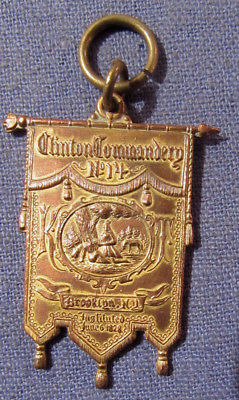 Clinton Commandery
No 14
K T
Brooklyn N.Y.
Instituted
June 6 1828